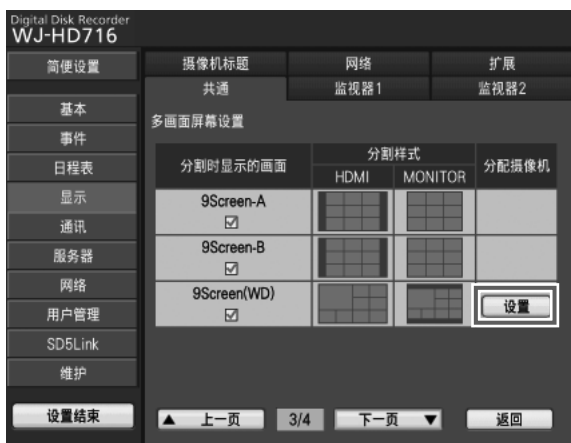 Digital Disk Recorder
WJ-HD716
简便设置
基本
事件
日程表
显示
通讯
服务器
网络
用户管理
SD5Link
维护
设置结束
摄像机标题 网络 扩展
共通 监视器1 监视器2
多画面屏幕设置
分割时显示的画面 分割样式 分配摄像机
HDMI MONITOR
9Screen-A
9Screen-B
9Screen(WD)
设置
▲ 上一页 3/4 下一页 ▼ 返回